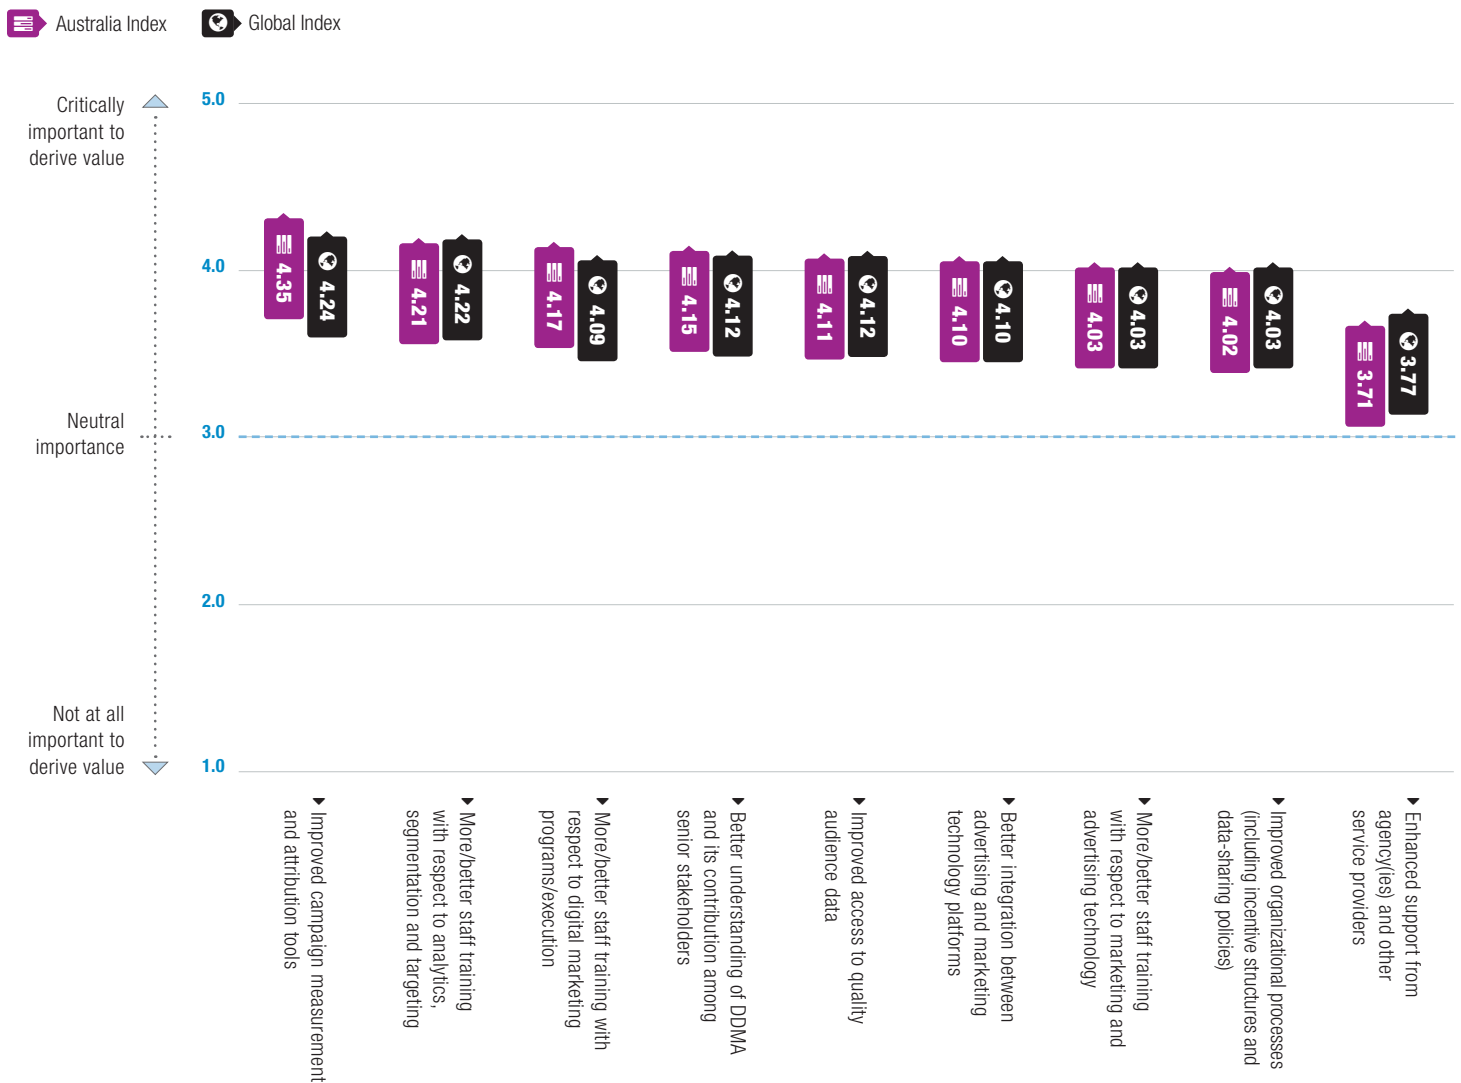 Australia Index
Global Index
Critically
important to
derive value
Neutral
importance
Not at all
important to
derive value
5.0
4.0
3.0
2.0
1.0
4.35
4.24
4.21
4.22
4.17
4.09
4.15
4.12
4.11
4.12
4.10
4.10
4.03
4.03
4.02
4.03
3.71
3.77
Improved campaign measurement
and attribution tools
More/better staff training
with respect to analytics,
segmentation and targeting
More/better staff training with
respect to digital marketing
programs/execution
Better understanding of DDMA
and its contribution among
senior stakeholders
Improved access to quality
audience data
Better integration between
advertising and marketing
technology platforms
More/better staff training
with respect to marketing and
advertising technology
Improved organizational processes
(including incentive structures and
data-sharing policies)
Enhanced support from
agency(ies) and other
service providers